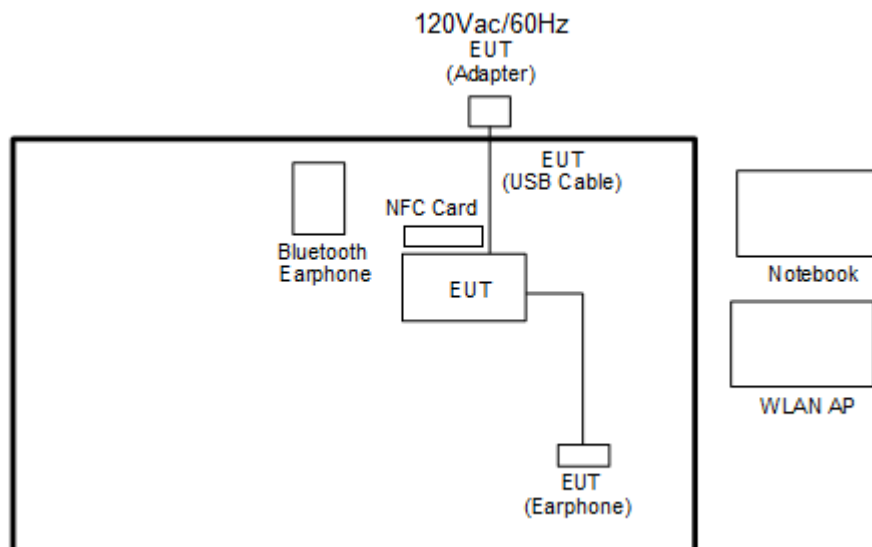 120Vac/60Hz
EUT
(Adapter)
EUT
(USB Cable)
NFC Card
Bluetooth
Earphone
EUT
Notebook
WLAN AP
EUT
(Earphone)